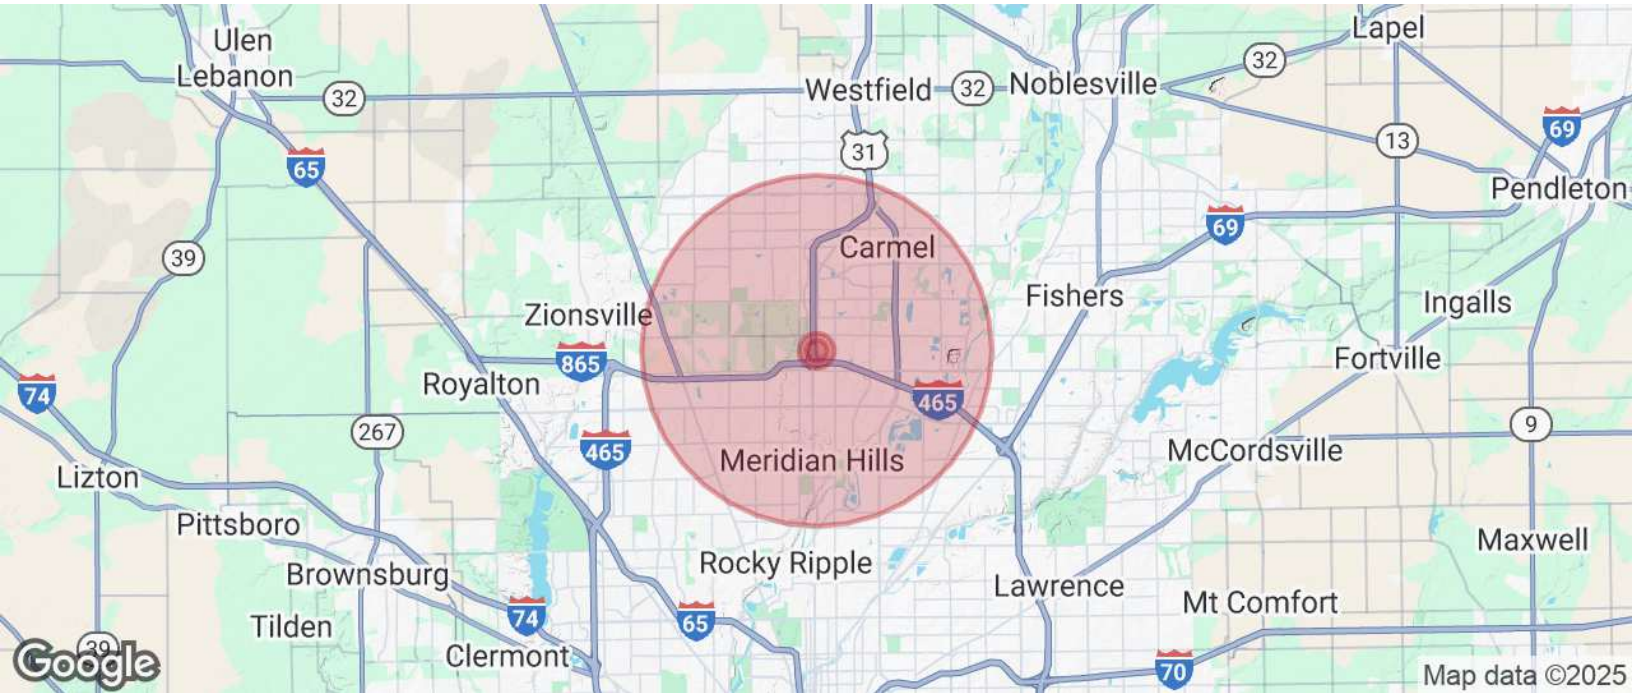 Lapel
Ulen
Lebanon
32
32
Westfield
32
Noblesville
69
13
31
65
Pendleton
69
Carmel
39
Fishers
Ingalls
Zionsville
865
Fortville
Royalton
74
465
9
267
465
McCordsville
Meridian Hills
Lizton
Pittsboro
Maxwell
Rocky Ripple
Brownsburg
Lawrence
Mt Comfort
74
65
Tilden
39
Clermont
Google
70
Map data ©2025